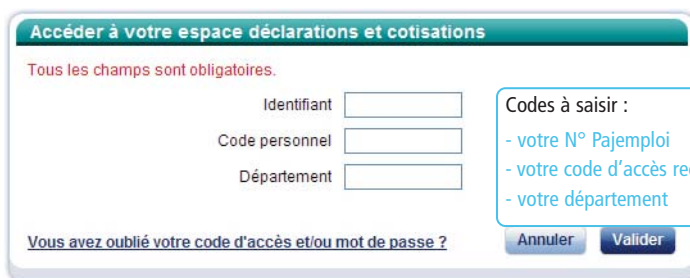 Accéder à votre espace déclarations et cotisations
Tous les champs sont obligatoires.
Identifiant
Code personnel
Département
Codes à saisir :
- votre N° Pajemploi
- votre code d'accès
- votre département
Vous avez oublié votre code d'accès et/ou mot de passe ?
Annuler
Valider